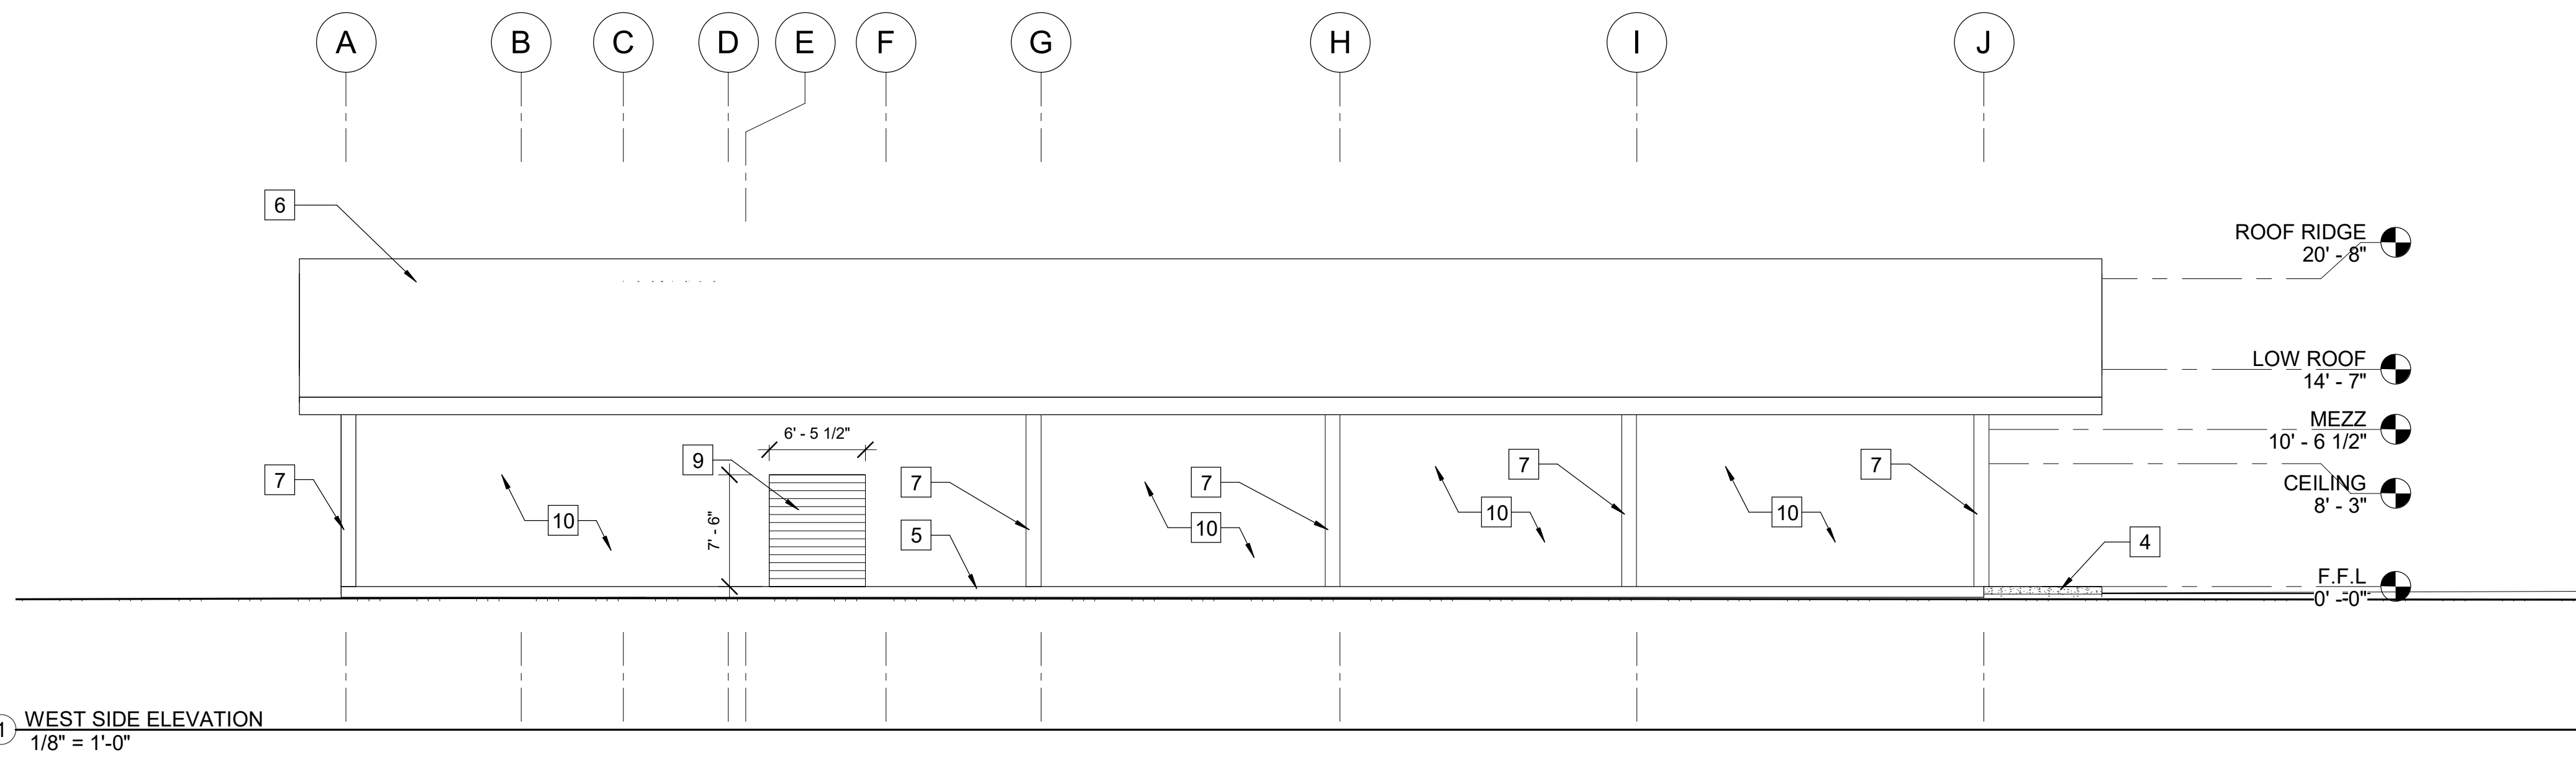 A B C D E F G H I J
6
ROOF RIDGE
20' - 8"
LOW ROOF
14' - 7"
MEZZ
10' - 6 1/2"
CEILING
8' - 3"
F.F.L
0' - 0"
6' - 5 1/2"
9
7' - 6"
7
10
7
5
7
10
7
10
7
10
4
1
WEST SIDE ELEVATION
1/8" = 1'-0"